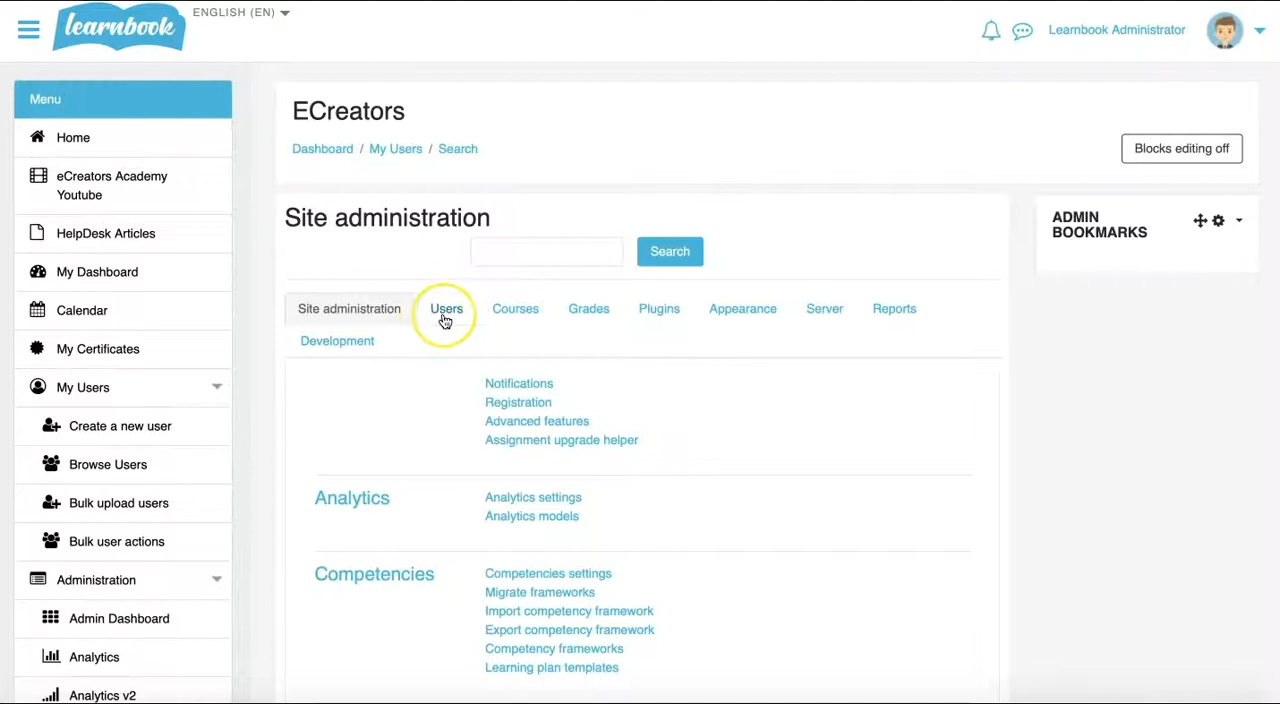 learnbook
ENGLISH (EN)
Learnbook Administrator
Menu
Home
eCreators Academy
Youtube
HelpDesk Articles
My Dashboard
Calendar
My Certificates
My Users
Create a new user
Browse Users
Bulk upload users
Bulk user actions
Administration
Admin Dashboard
Analytics
Analytics v2
ECreators
Dashboard / My Users / Search
Blocks editing off
Site administration
Search
Site administration Users Courses Grades Plugins Appearance Server Reports
Development
Notifications
Registration
Advanced features
Assignment upgrade helper
Analytics
Analytics settings
Analytics models
Competencies
Competencies settings
Migrate frameworks
Import competency framework
Export competency framework
Competency frameworks
Learning plan templates
ADMIN
BOOKMARKS